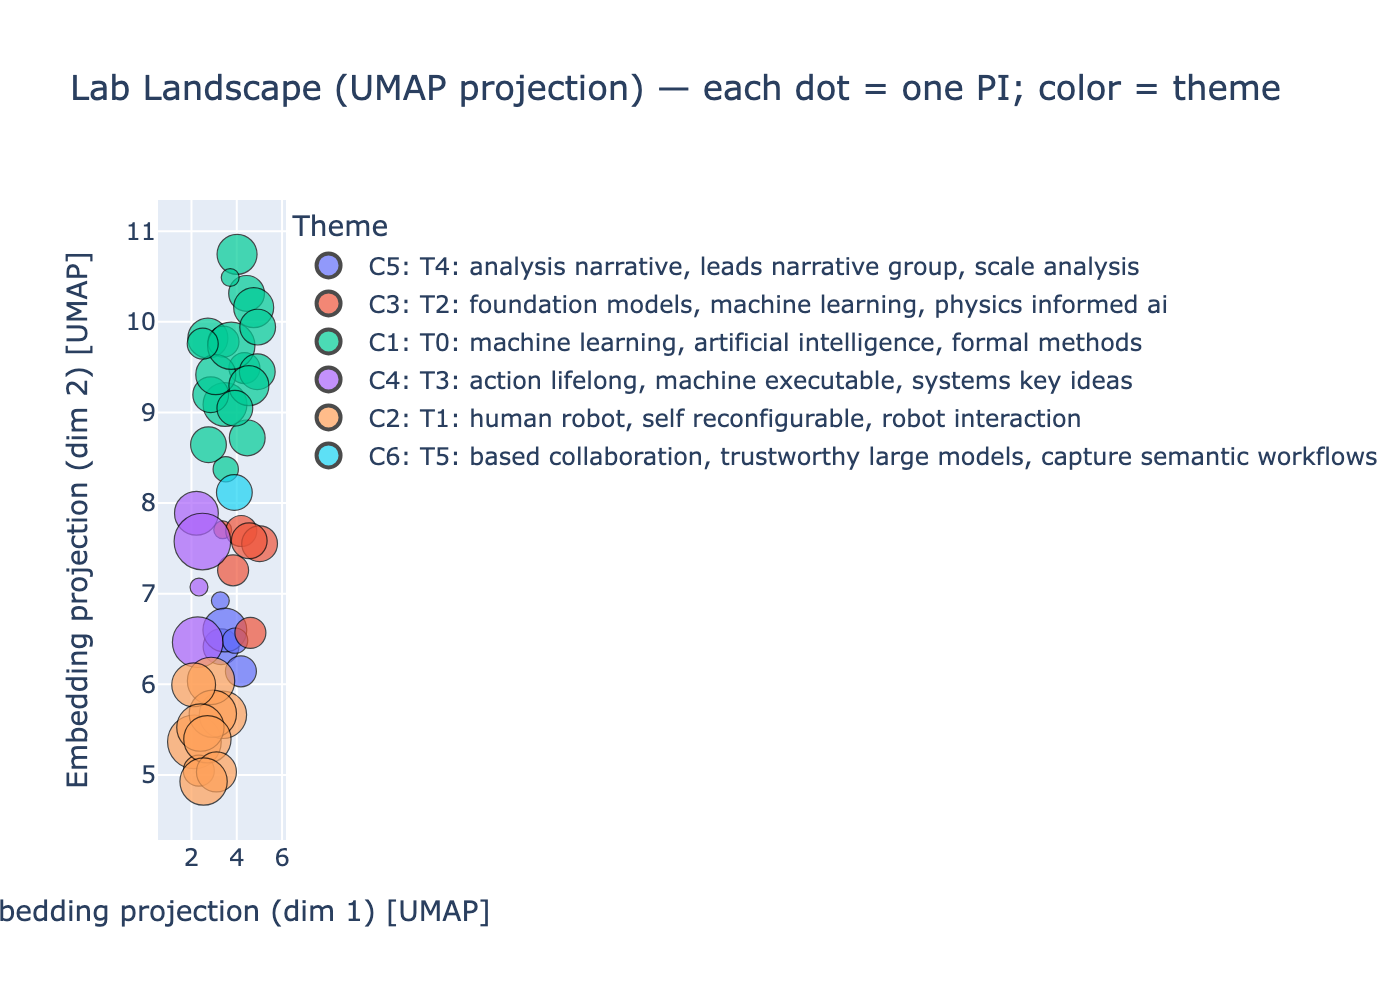 Lab Landscape (UMAP projection) — each dot = one PI; color = theme
Theme
C5: T4: analysis narrative, leads narrative group, scale analysis
C3: T2: foundation models, machine learning, physics informed ai
C1: T0: machine learning, artificial intelligence, formal methods
C4: T3: action lifelong, machine executable, systems key ideas
C2: T1: human robot, self reconfigurable, robot interaction
C6: T5: based collaboration, trustworthy large models, capture semantic workflows
Embedding projection (dim 2) [UMAP]
11
10
9
8
7
6
5
2 4 6
bedding projection (dim 1) [UMAP]